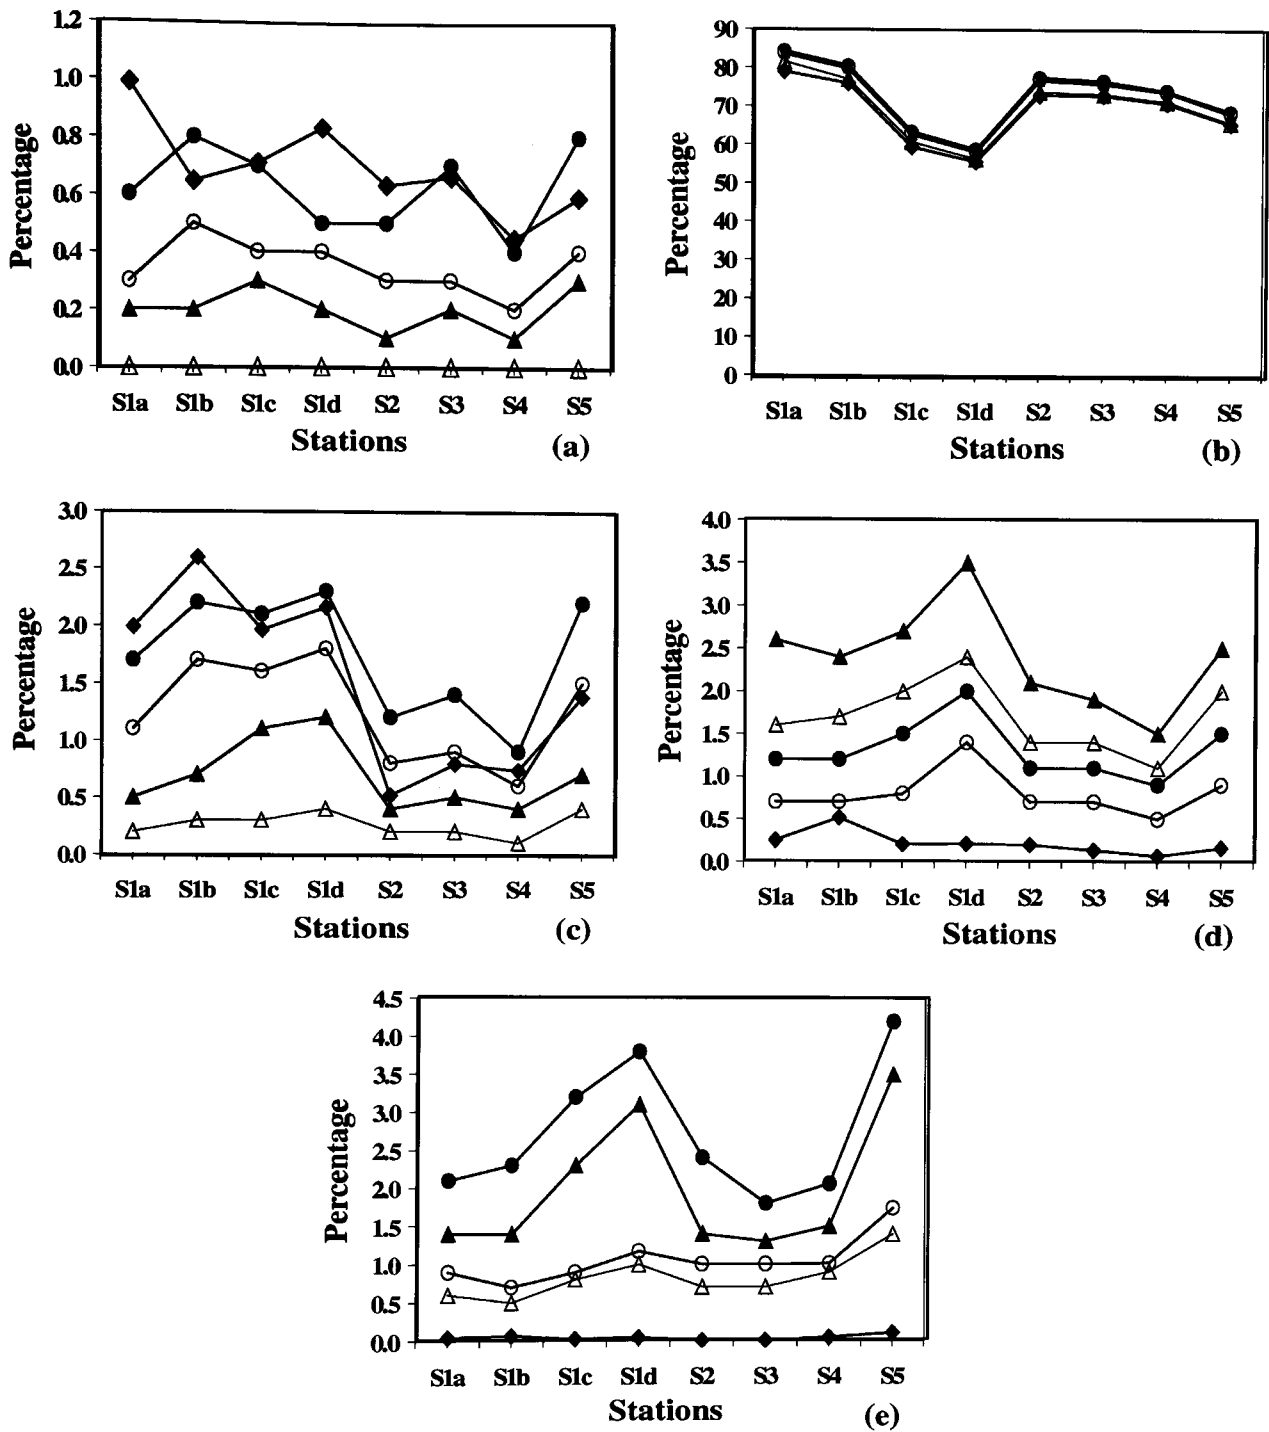 1.2
1.0
0.8
0.6
0.4
0.2
0.0
Percentage
S1a S1b S1c S1d S2 S3 S4 S5
Stations
(a)
90
80
70
60
50
40
30
20
10
0
Percentage
S1a S1b S1c S1d S2 S3 S4 S5
Stations
(b)
3.0
2.5
2.0
1.5
1.0
0.5
0.0
Percentage
S1a S1b S1c S1d S2 S3 S4 S5
Stations
(c)
4.0
3.5
3.0
2.5
2.0
1.5
1.0
0.5
0.0
Percentage
S1a S1b S1c S1d S2 S3 S4 S5
Stations
(d)
4.5
4.0
3.5
3.0
2.5
2.0
1.5
1.0
0.5
0.0
Percentage
S1a S1b S1c S1d S2 S3 S4 S5
Stations
(e)